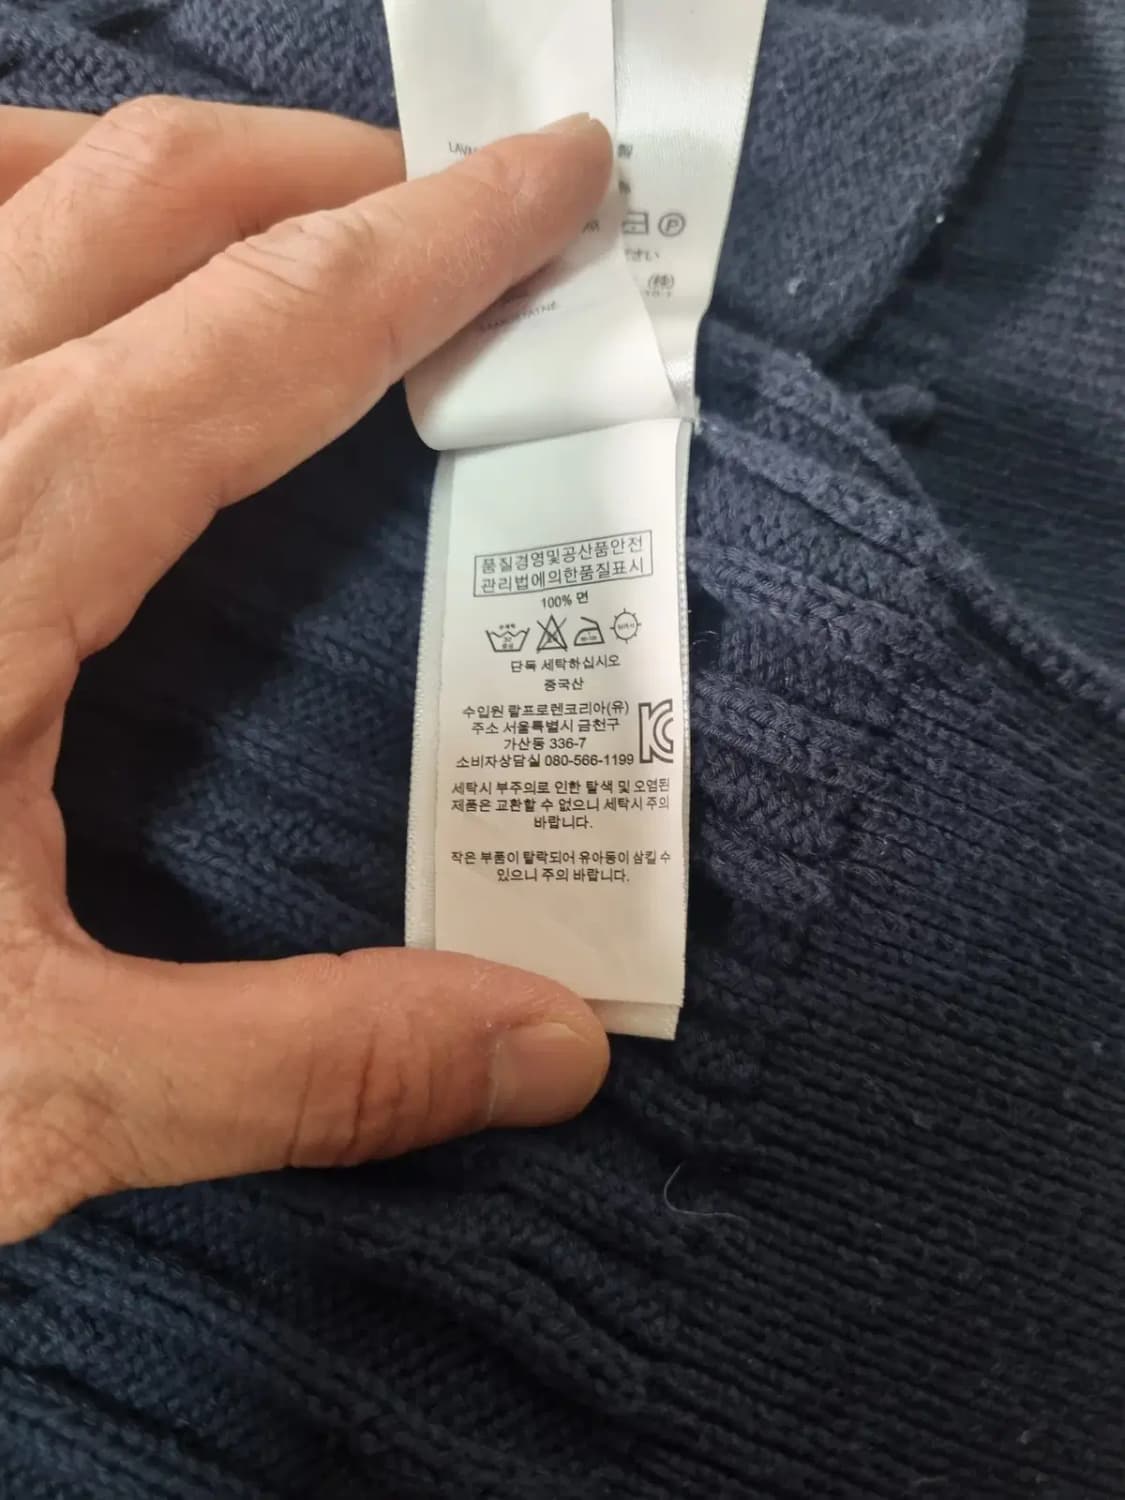 製
P
さい
(株)
품질경영및공산품안전
관리법에의한품질표시
100% 면
단독 세탁하십시오
중국산
수입원 랄프로렌코리아(유)
주소 서울특별시 금천구
가산동 336-7
소비자상담실 080-566-1199
세탁시 부주의로 인한 탈색 및 오염된
제품은 교환할 수 없으니 세탁시 주의
바랍니다.
작은 부품이 탈락되어 유아동이 삼킬 수
있으니 주의 바랍니다.